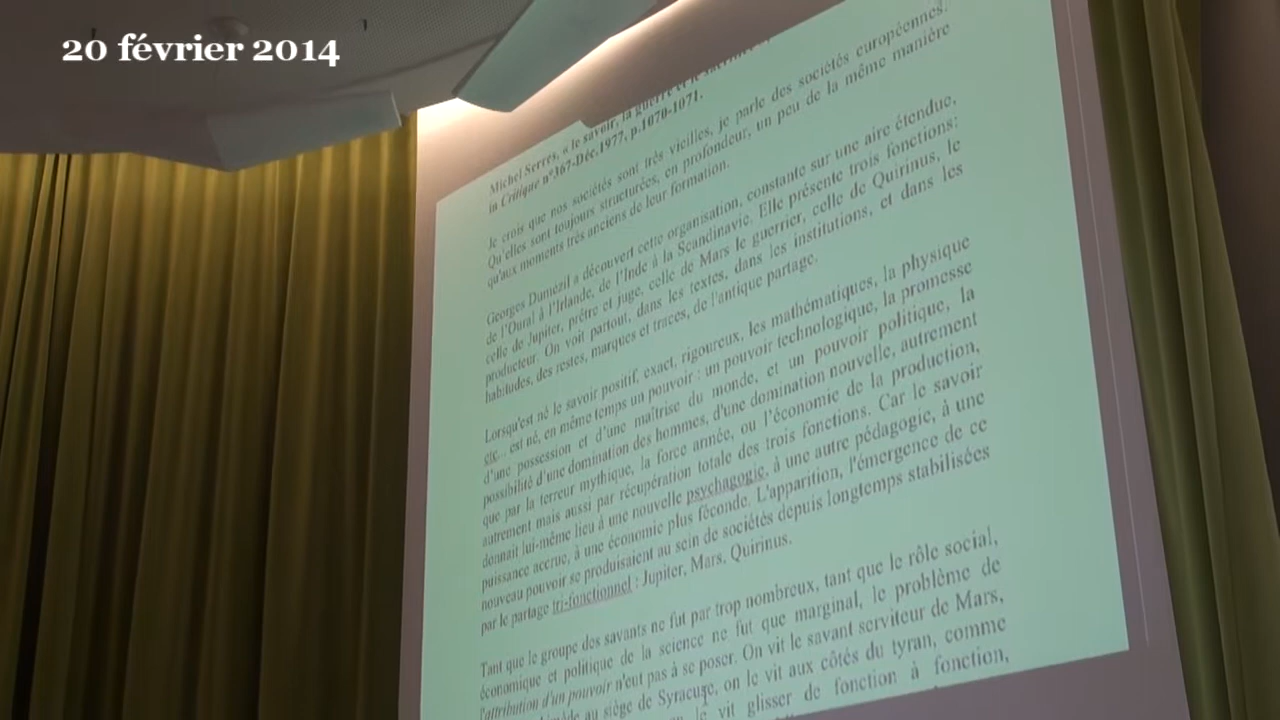 20 février 2014
Michel Serres, « le savoir, la guerre et le
in Critique n°367-Déc.1977, p.1070-1071.
Je crois que nos sociétés sont très vieilles, je parle des sociétés européennes.
Qu'elles sont toujours structurées, en profondeur, un peu de la même manière
qu'aux moments très anciens de leur formation.
Georges Dumézil a découvert cette organisation, constante sur une aire étendue,
de l'Oural à l'Irlande, de l'Inde à la Scandinavie. Elle présente trois fonctions:
celle de Jupiter, prêtre et juge, celle de Mars le guerrier, celle de Quirinus, le
producteur. On voit partout, dans les textes, dans les institutions, et dans les
habitudes, des restes, marques et traces, de l'antique partage.
Lorsqu'est né le savoir positif, exact, rigoureux, les mathématiques, la physique
etc... est né, en même temps un pouvoir : un pouvoir technologique, la promesse
d'une possession et d'une maîtrise du monde, et un pouvoir politique, la
possibilité d'une domination des hommes, d'une domination nouvelle, autrement
que par la terreur mythique, la force année, ou l'économie de la production,
autrement mais aussi par récupération totale des trois fonctions. Car le savoir
donnait lui-même lieu à une nouvelle psychagogie, à une autre pédagogie, à une
puissance accrue, à une économie plus féconde. L'apparition, l'émergence de ce
nouveau pouvoir se produisaient au sein de sociétés depuis longtemps stabilisées
par le partage tri-fonctionnel : Jupiter, Mars, Quirinus.
Tant que le groupe des savants ne fut par trop nombreux, tant que le rôle social,
économique et politique de la science ne fut que marginal, le problème de
l'attribution d'un pouvoir n'eut pas à se poser. On vit le savant serviteur de Mars,
au siège de Syracuse, on le vit aux côtés du tyran, comme
le vit glisser de fonction à fonction,